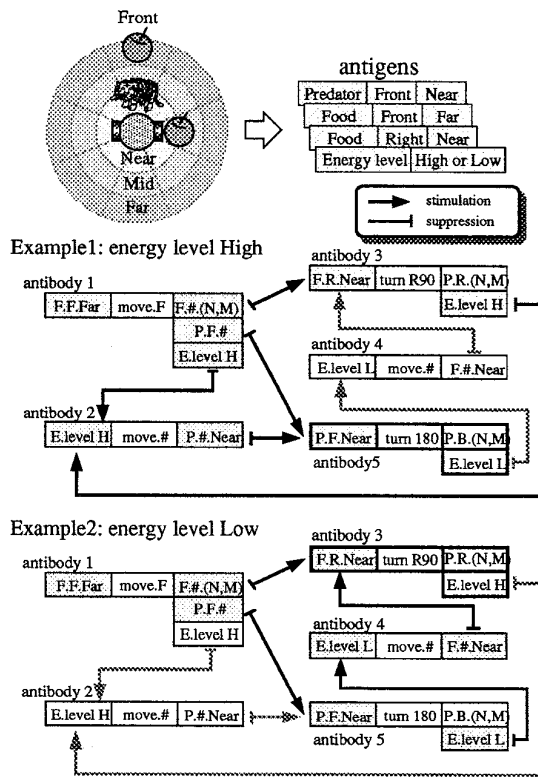 Front
Near
Mid
Far
antigens
Predator Front Near
Food Front Far
Food Right Near
Energy level High or Low
stimulation
suppression
Example1: energy level High
antibody 1
F.F.Far move.F F.#.(N,M)
P.F.#
E.level H
antibody 2
E.level H move.# P.#.Near
antibody 3
F.R.Near turn R90 P.R.(N,M)
E.level H
antibody 4
E.level L move.# F.#.Near
P.F.Near turn 180 P.B.(N,M)
E.level L
antibody5
Example2: energy level Low
antibody 1
F.F.Far move.F F.#.(N,M)
P.F.#
E.level H
antibody 2
E.level H move.# P.#.Near
antibody 3
F.R.Near turn R90 P.R.(N,M)
E.level H
antibody 4
E.level L move.# F.#.Near
P.F.Near turn 180 P.B.(N,M)
E.level L
antibody 5